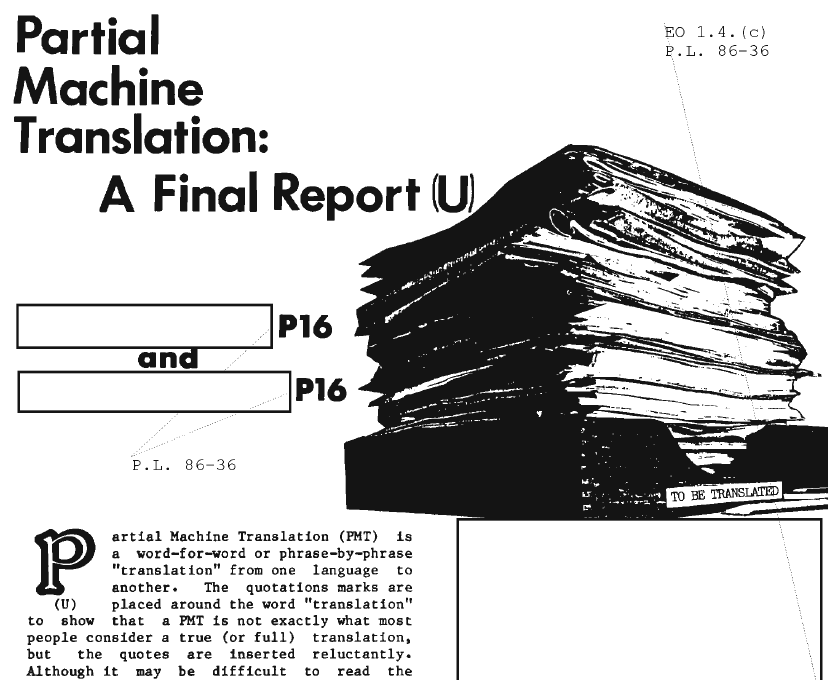 Partial
Machine
Translation:
A Final Report (U)
EO 1.4.(c)
P.L. 86-36
P16
and
P16
P.L. 86-36
TO BE TRANSLATED
Partial Machine Translation (PMT) is
a word-for-word or phrase-by-phrase
"translation" from one language to
another. The quotations marks are
(U) placed around the word "translation"
to show that a PMT is not exactly what most
people consider a true (or full) translation,
but the quotes are inserted reluctantly.
Although it may be difficult to read the